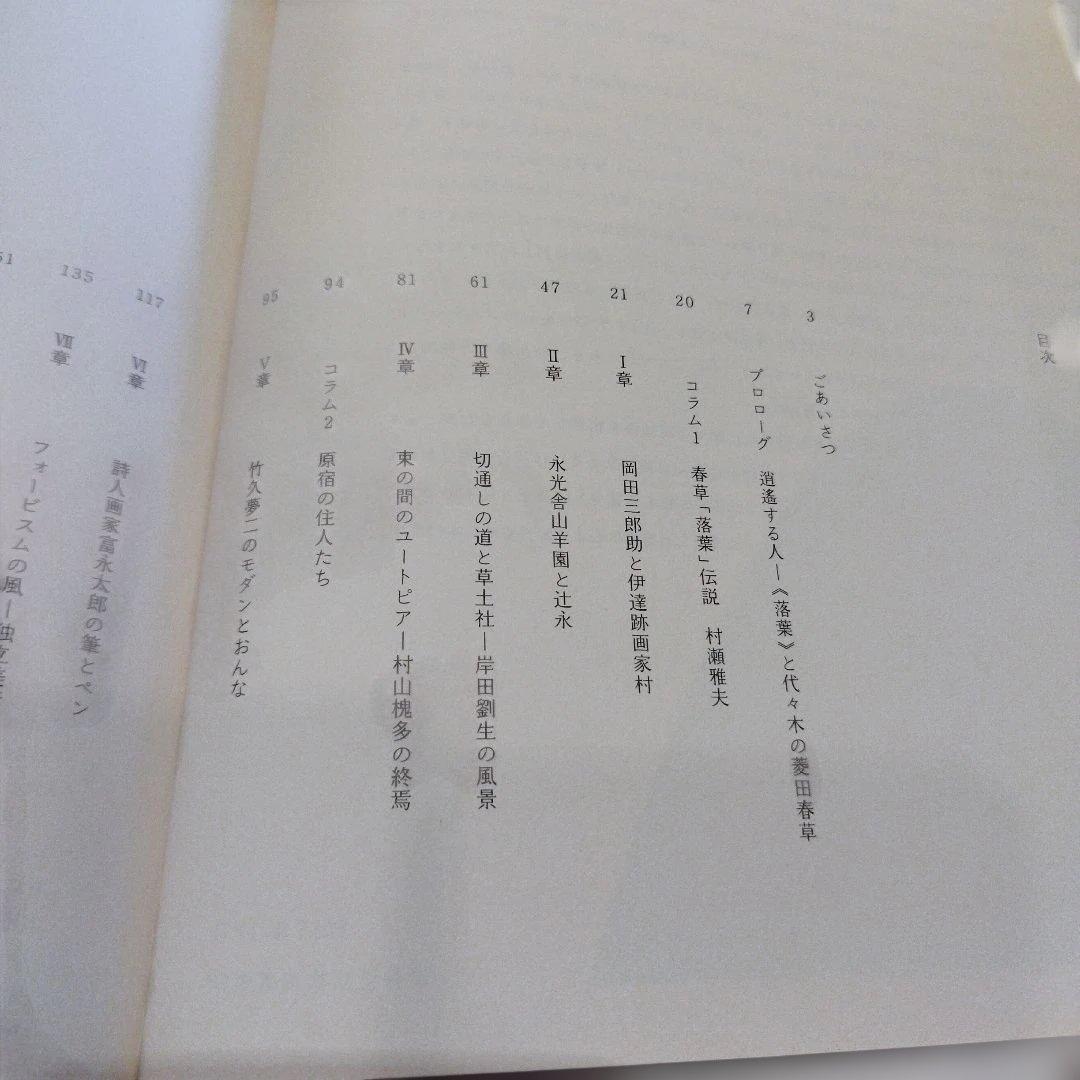 目次
3 ごあいさつ
7 プロローグ 逍遙する人―《落葉》と代々木の菱田春草
20 コラム1 春草「落葉」伝説 村瀬雅夫
21 Ⅰ章 岡田三郎助と伊達跡画家村
47 Ⅱ章 永光舎山羊園と辻永
61 Ⅲ章 切通しの道と草土社―岸田劉生の風景
81 Ⅳ章 束の間のユートピア―村山槐多の終焉
94 コラム2 原宿の住人たち
95 Ⅴ章 竹久夢二のモダンとおんな
117 Ⅵ章 詩人画家富永太郎の筆とペン
135 Ⅶ章 フォービスムの風―独立